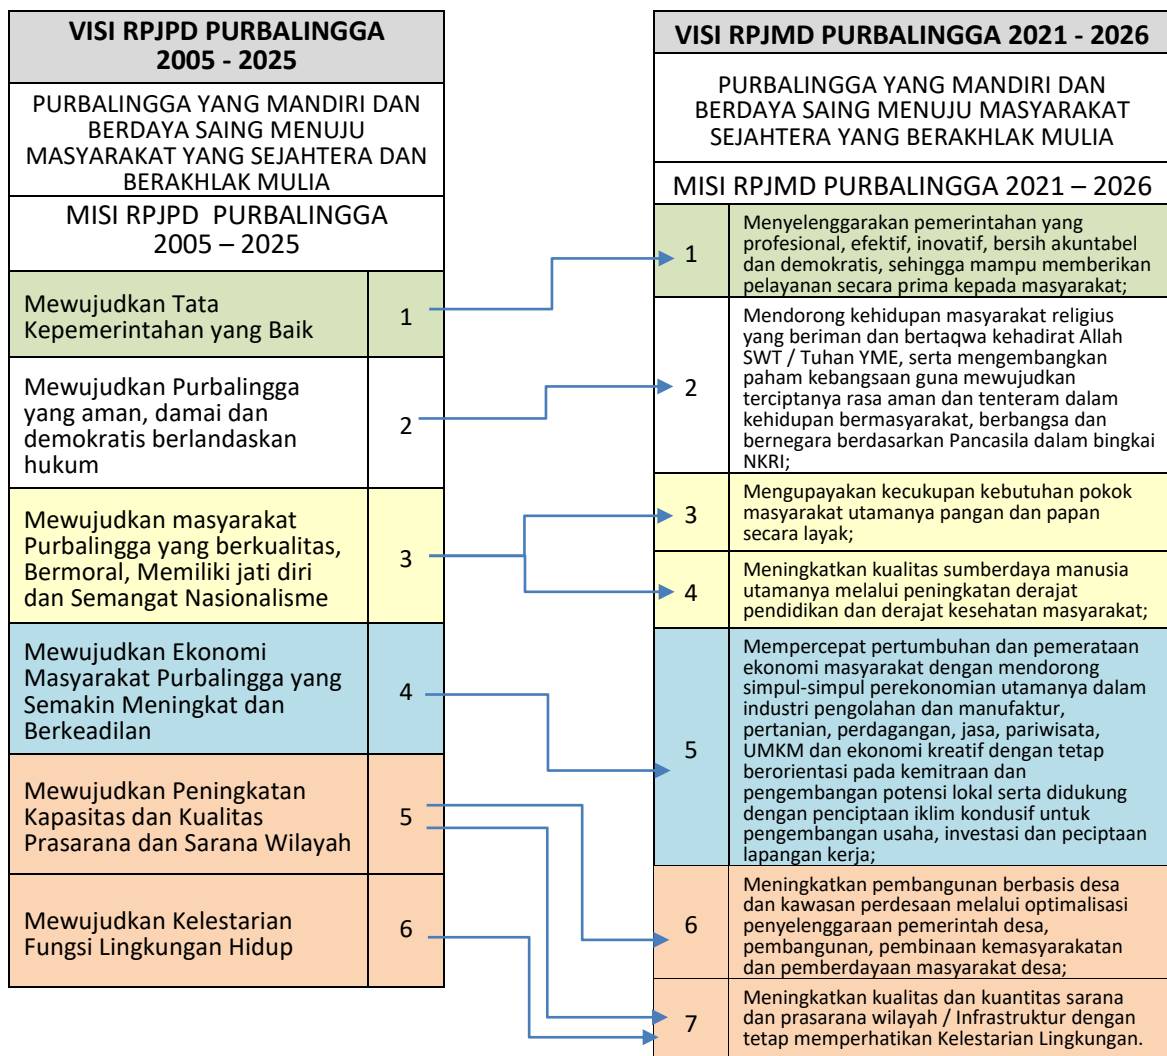 VISI RPJPD PURBALINGGA
2005 - 2025
PURBALINGGA YANG MANDIRI DAN
BERDAYA SAING MENUJU
MASYARAKAT YANG SEJAHTERA DAN
BERAKHLAK MULIA
MISI RPJPD PURBALINGGA
2005 – 2025
Mewujudkan Tata
Kepemerintahan yang Baik
1
Mewujudkan Purbalingga
yang aman, damai dan
demokratis berlandaskan
hukum
2
Mewujudkan masyarakat
Purbalingga yang berkualitas,
Bermoral, Memiliki jati diri
dan Semangat Nasionalisme
3
Mewujudkan Ekonomi
Masyarakat Purbalingga yang
Semakin Meningkat dan
Berkeadilan
4
Mewujudkan Peningkatan
Kapasitas dan Kualitas
Prasarana dan Sarana Wilayah
5
Mewujudkan Kelestarian
Fungsi Lingkungan Hidup
6
VISI RPJMD PURBALINGGA 2021 - 2026
PURBALINGGA YANG MANDIRI DAN
BERDAYA SAING MENUJU MASYARAKAT
SEJAHTERA YANG BERAKHLAK MULIA
MISI RPJMD PURBALINGGA 2021 – 2026
1
Menyelenggarakan pemerintahan yang
profesional, efektif, inovatif, bersih akuntabel
dan demokratis, sehingga mampu memberikan
pelayanan secara prima kepada masyarakat;
2
Mendorong kehidupan masyarakat religius
yang beriman dan bertaqwa kehadirat Allah
SWT / Tuhan YME, serta mengembangkan
paham kebangsaan guna mewujudkan
terciptanya rasa aman dan tenteram dalam
kehidupan bermasyarakat, berbangsa dan
bernegara berdasarkan Pancasila dalam bingkai
NKRI;
3
Mengupayakan kecukupan kebutuhan pokok
masyarakat utamanya pangan dan papan
secara layak;
4
Meningkatkan kualitas sumberdaya manusia
utamanya melalui peningkatan derajat
pendidikan dan derajat kesehatan masyarakat;
5
Mempercepat pertumbuhan dan pemerataan
ekonomi masyarakat dengan mendorong
simpul-simpul perekonomian utamanya dalam
industri pengolahan dan manufaktur,
pertanian, perdagangan, jasa, pariwisata,
UMKM dan ekonomi kreatif dengan tetap
berorientasi pada kemitraan dan
pengembangan potensi lokal serta didukung
dengan penciptaan iklim kondusif untuk
pengembangan usaha, investasi dan peciptaan
lapangan kerja;
6
Meningkatkan pembangunan berbasis desa
dan kawasan perdesaan melalui optimalisasi
penyelenggaraan pemerintah desa,
pembangunan, pembinaan kemasyarakatan
dan pemberdayaan masyarakat desa;
7
Meningkatkan kualitas dan kuantitas sarana
dan prasarana wilayah / Infrastruktur dengan
tetap memperhatikan Kelestarian Lingkungan.